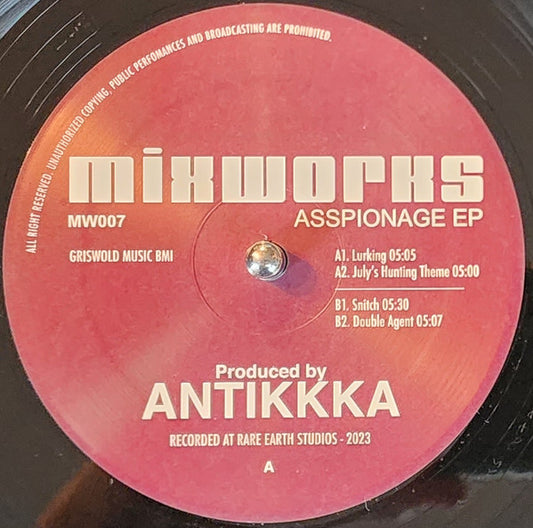 ALL RIGHT RESERVED. UNAUTHORIZED COPYING, PUBLIC PERFOMANCES AND BROADCASTING ARE PROHIBITED.
mixworks
MW007
ASSPIONAGE EP
GRISWOLD MUSIC BMI
A1. Lurking 05:05
A2. July's Hunting Theme 05:00
B1. Snitch 05:30
B2. Double Agent 05:07
Produced by
ANTIKKKA
RECORDED AT RARE EARTH STUDIOS - 2023
A